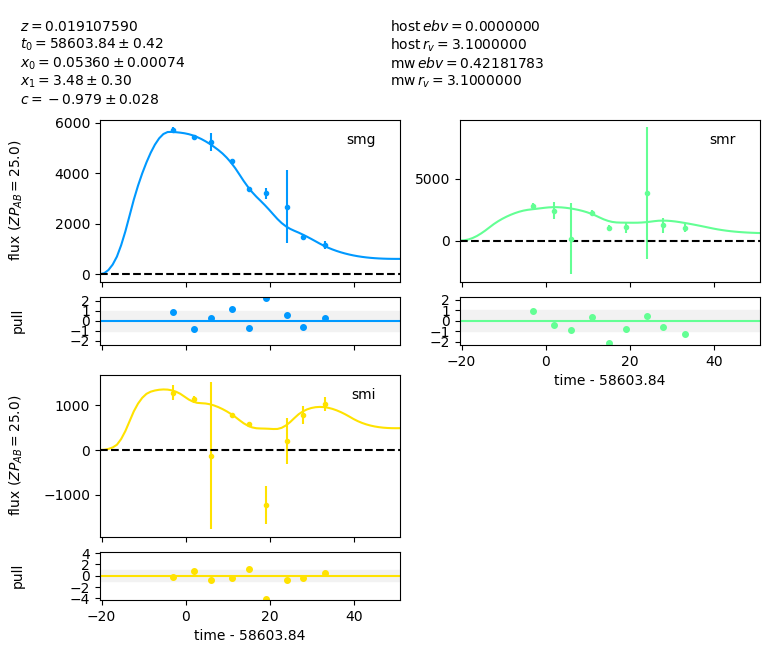 z = 0.019107590
t₀ = 58603.84 ± 0.42
x₀ = 0.05360 ± 0.00074
x₁ = 3.48 ± 0.30
c = −0.979 ± 0.028
host ebv = 0.0000000
host r_v = 3.1000000
mw ebv = 0.42181783
mw r_v = 3.1000000
smg
flux (ZP_AB = 25.0)
6000
4000
2000
0
pull
2
1
0
−1
−2
smr
5000
0
2
1
0
−1
−2
−20
0
20
40
time - 58603.84
smi
flux (ZP_AB = 25.0)
1000
0
−1000
pull
4
2
0
−2
−4
−20
0
20
40
time - 58603.84